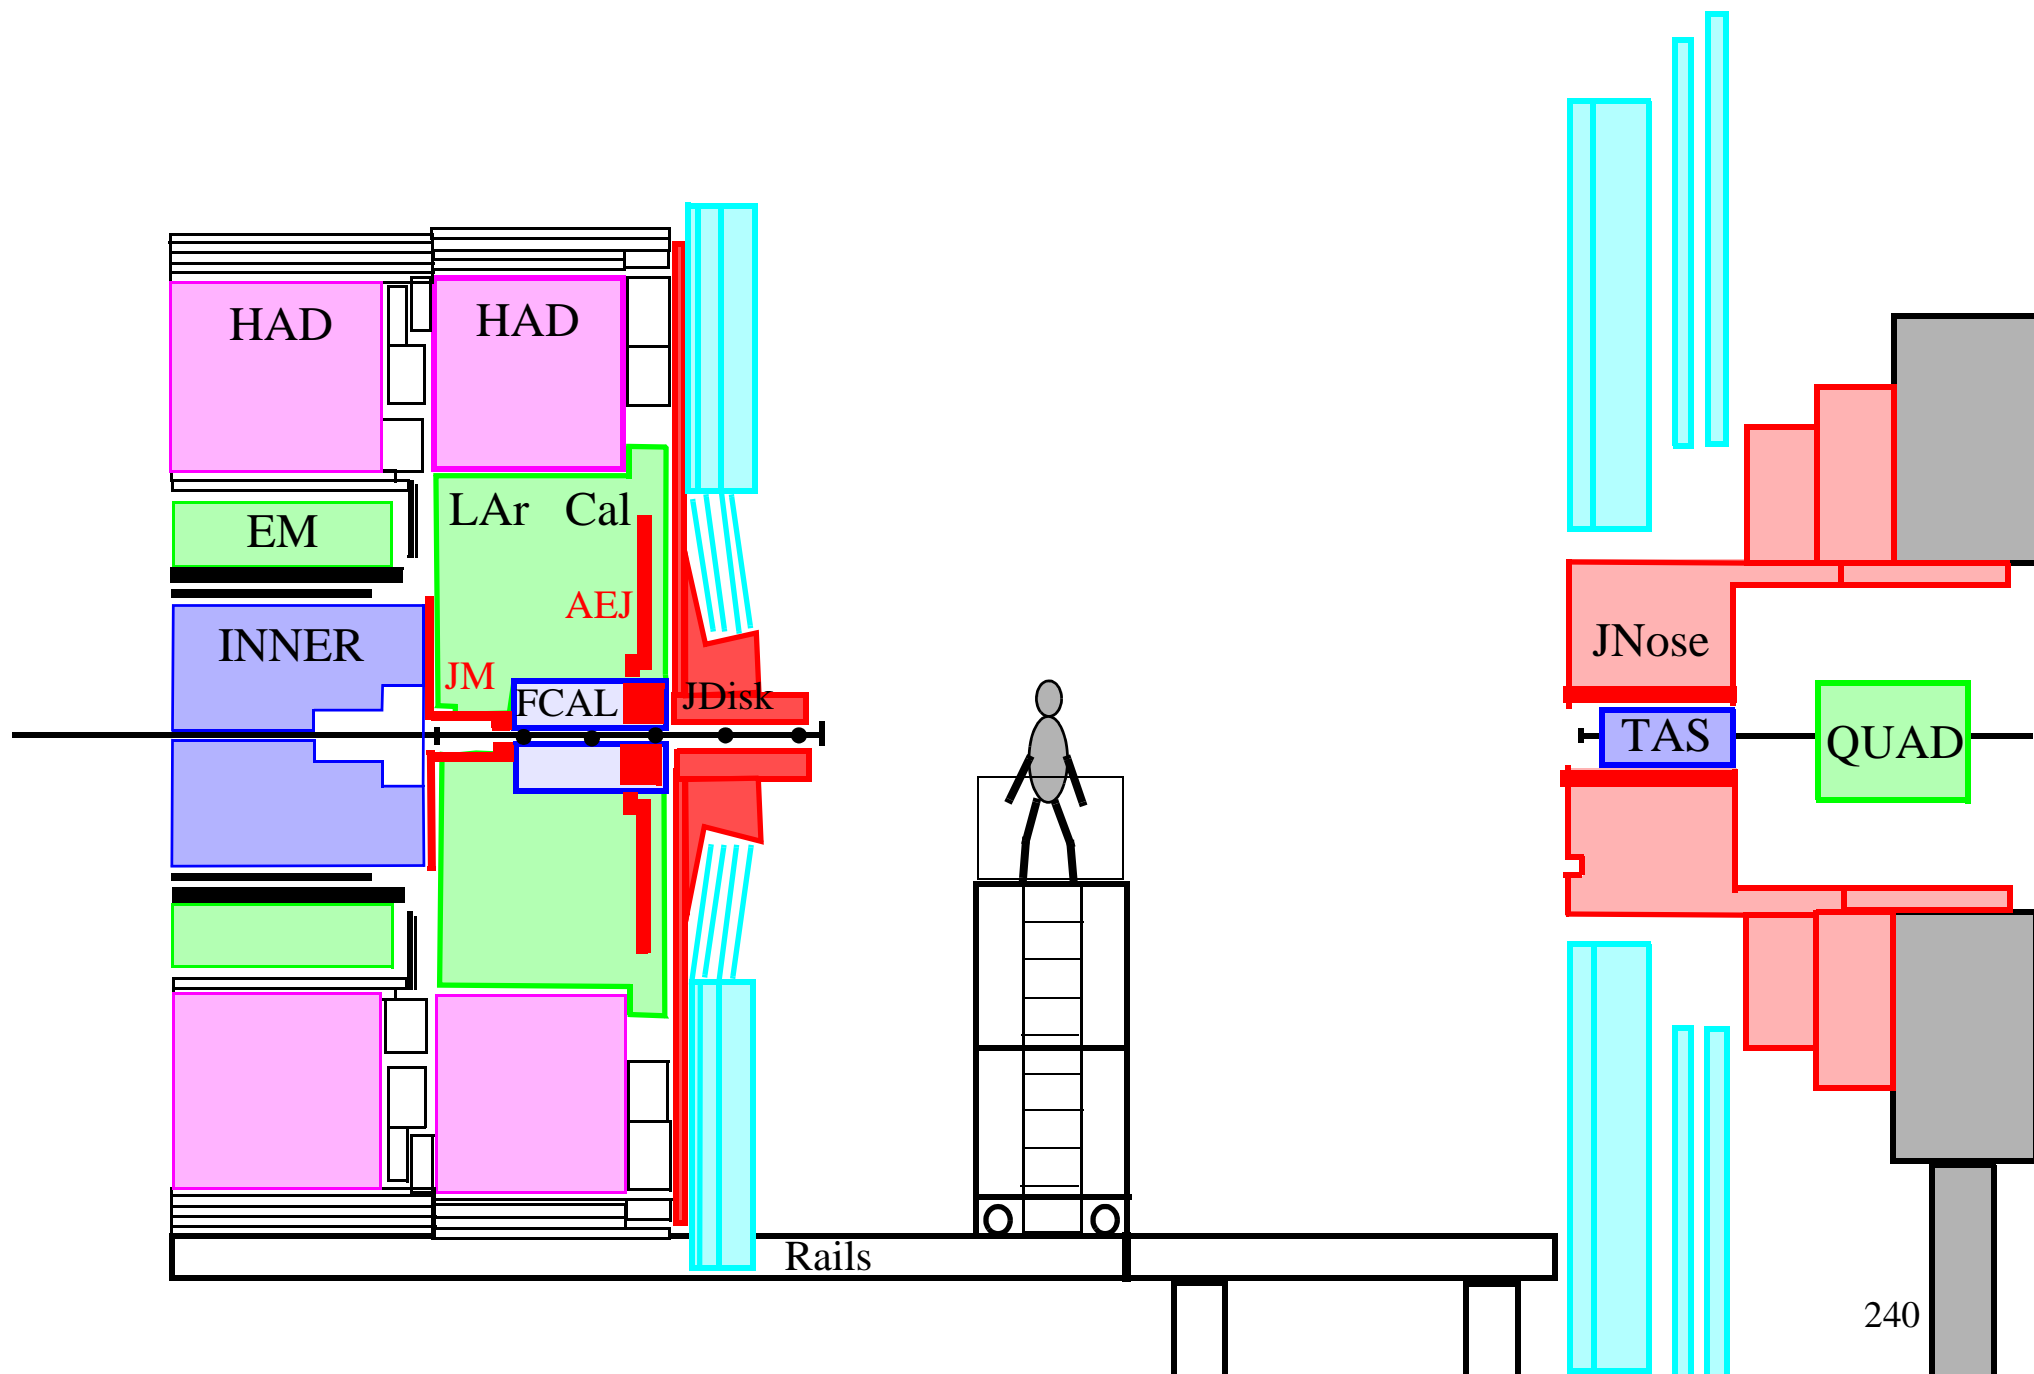 HAD
HAD
LAr Cal
EM
AEJ
INNER
JNose
JM
FCAL
JDisk
TAS
QUAD
Rails
240